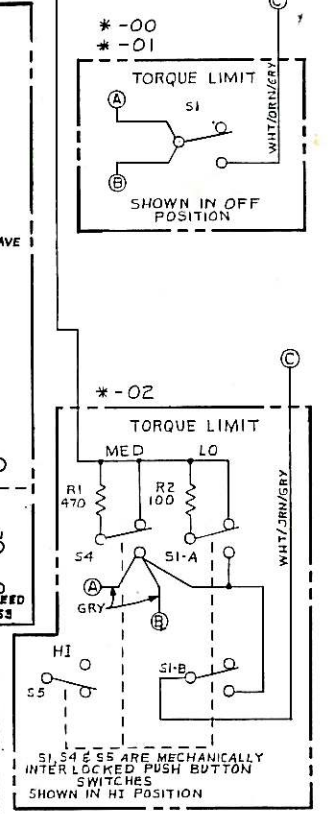 C
*-00
*-01
TORQUE LIMIT
A
S1
WHT/ORN/GRY
B
SHOWN IN OFF
POSITION
AVE
C
*-02
TORQUE LIMIT
MED LO
R1
470
R2
100
WHT/ORN/GRY
S4 S1-A
A
GRY
B
HI
S1-B
S5
S1, S4 & S5 ARE MECHANICALLY
INTERLOCKED PUSH BUTTON
SWITCHES
SHOWN IN HI POSITION